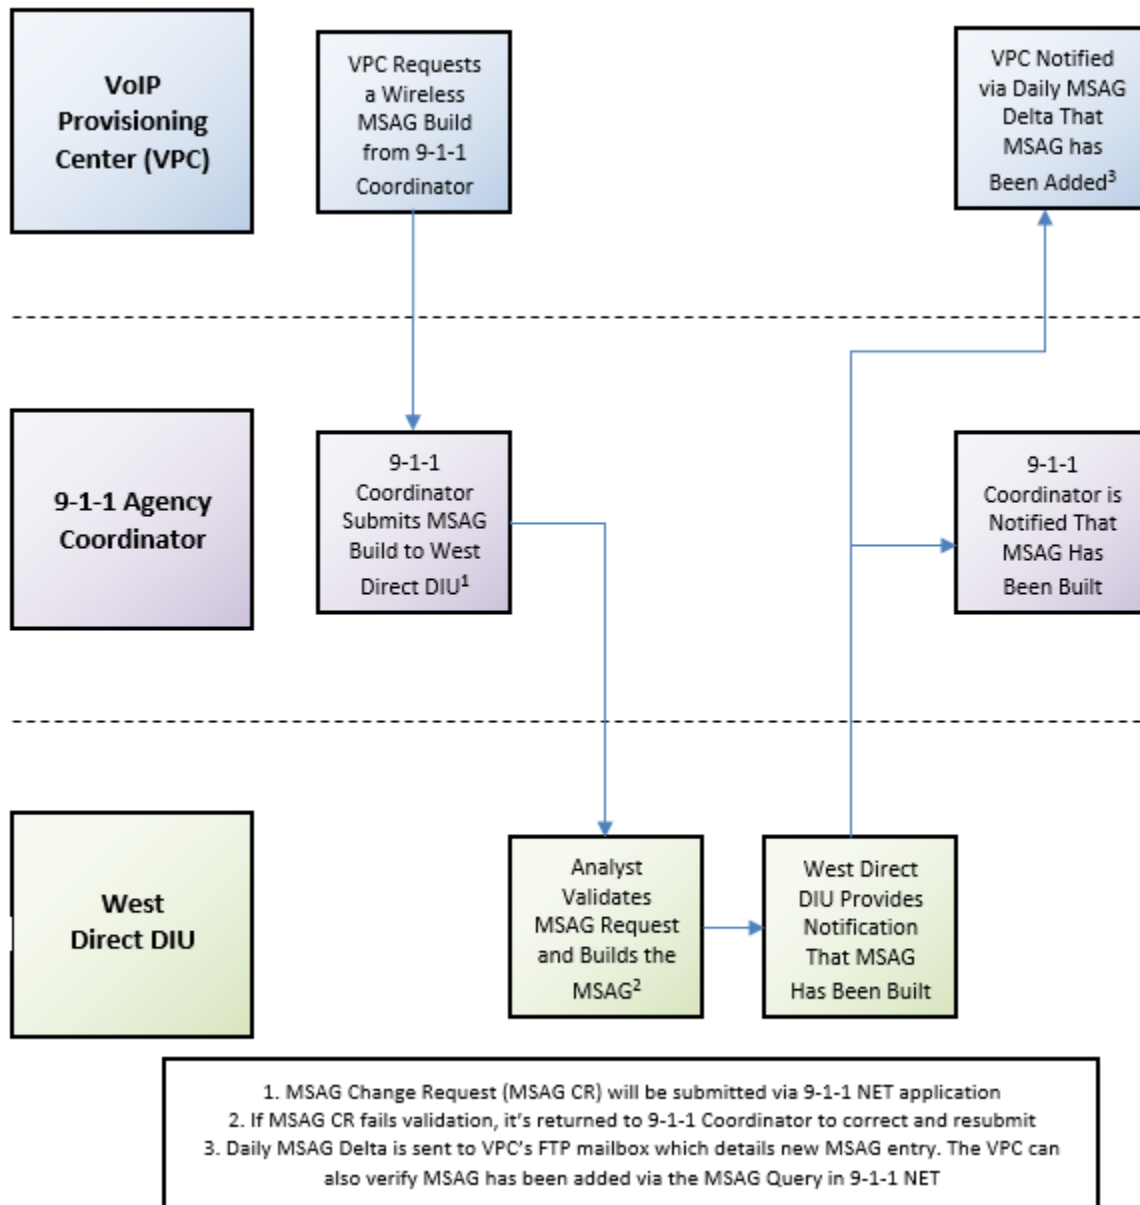 VoIP
Provisioning
Center (VPC)
VPC Requests
a Wireless
MSAG Build
from 9-1-1
Coordinator
VPC Notified
via Daily MSAG
Delta That
MSAG has
Been Added³
9-1-1 Agency
Coordinator
9-1-1
Coordinator
Submits MSAG
Build to West
Direct DIU¹
9-1-1
Coordinator is
Notified That
MSAG Has
Been Built
West
Direct DIU
Analyst
Validates
MSAG Request
and Builds the
MSAG²
West Direct
DIU Provides
Notification
That MSAG
Has Been Built
1. MSAG Change Request (MSAG CR) will be submitted via 9-1-1 NET application
2. If MSAG CR fails validation, it's returned to 9-1-1 Coordinator to correct and resubmit
3. Daily MSAG Delta is sent to VPC's FTP mailbox which details new MSAG entry. The VPC can
also verify MSAG has been added via the MSAG Query in 9-1-1 NET